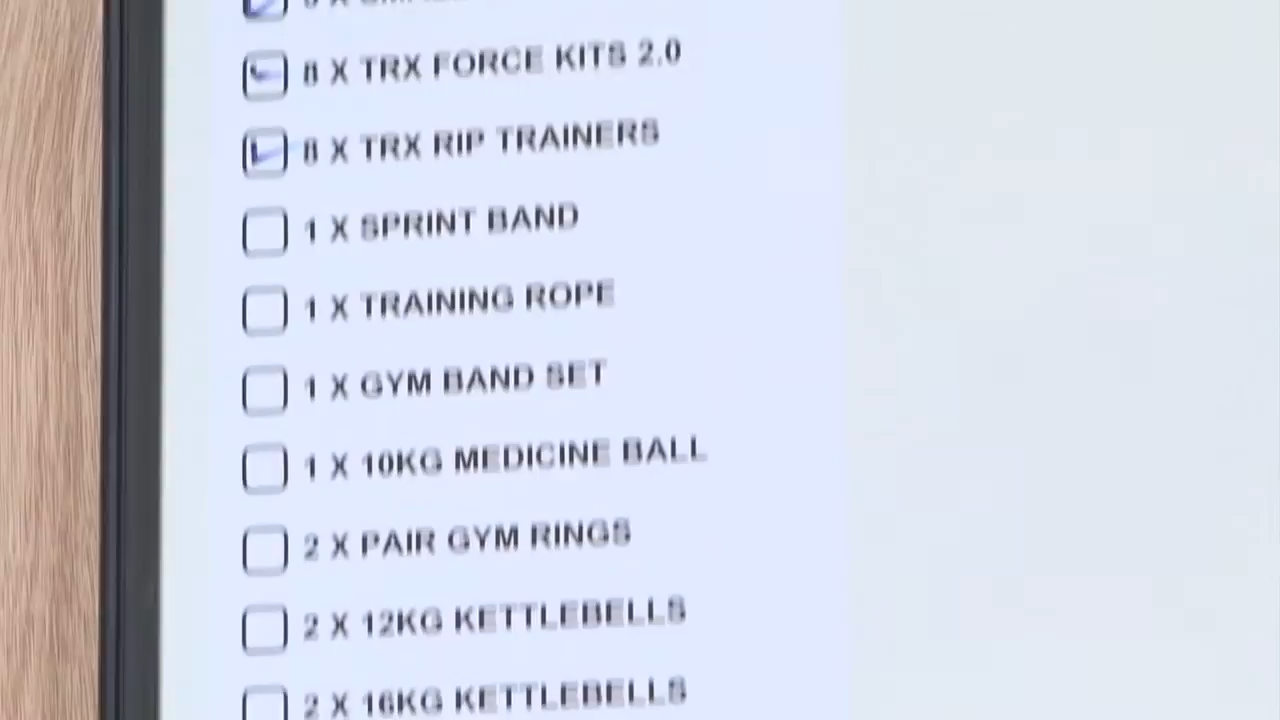 8 X TRX FORCE KITS 2.0
8 X TRX RIP TRAINERS
1 X SPRINT BAND
1 X TRAINING ROPE
1 X GYM BAND SET
1 X 10KG MEDICINE BALL
2 X PAIR GYM RINGS
2 X 12KG KETTLEBELLS
2 X 16KG KETTLEBELLS